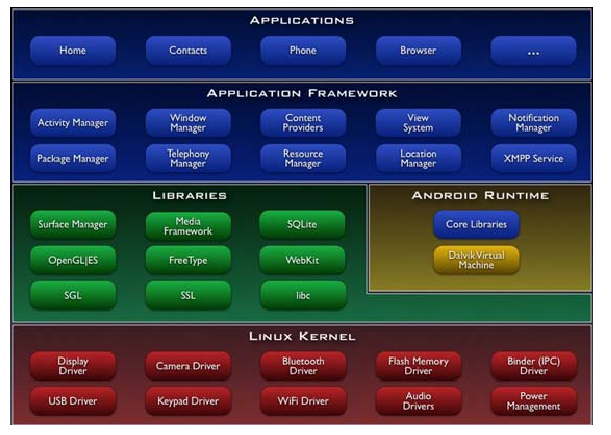 APPLICATIONS
Home
Contacts
Phone
Browser
...
APPLICATION FRAMEWORK
Activity Manager
Window
Manager
Content
Providers
View
System
Notification
Manager
Package Manager
Telephony
Manager
Resource
Manager
Location
Manager
XMPP Service
LIBRARIES
Surface Manager
Media
Framework
SQLite
OpenGL|ES
FreeType
WebKit
SGL
SSL
libc
ANDROID RUNTIME
Core Libraries
Dalvik Virtual
Machine
LINUX KERNEL
Display
Driver
Camera Driver
Bluetooth
Driver
Flash Memory
Driver
Binder (IPC)
Driver
USB Driver
Keypad Driver
WiFi Driver
Audio
Drivers
Power
Management